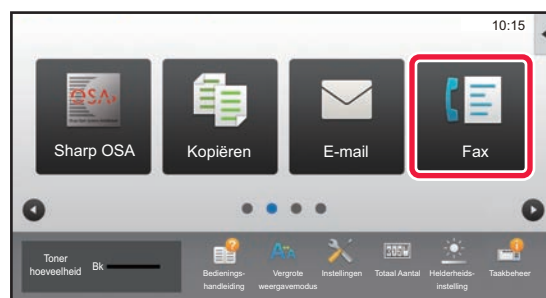 10:15
OSA
Sharp OSA
Kopiëren
E-mail
Fax
Toner
hoeveelheid
Bk
Bedienings-
handleiding
Vergrote
weergavemodus
Instellingen
Totaal Aantal
Helderheids-
instelling
Taakbeheer